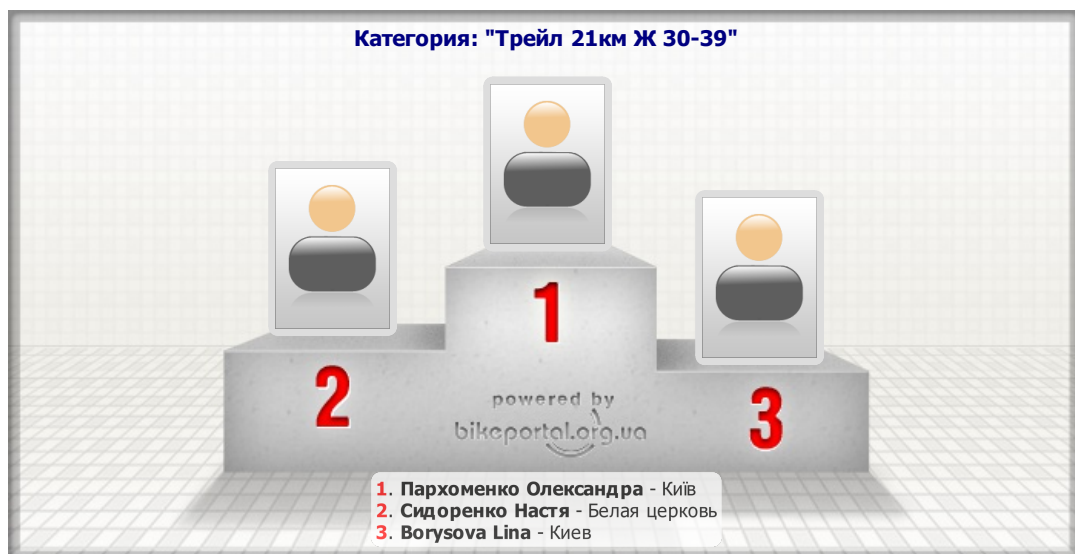 Категория: "Трейл 21км Ж 30-39"
1
2
3
powered by
bikeportal.org.ua
1. Пархоменко Олександра - Київ
2. Сидоренко Настя - Белая церковь
3. Borysova Lina - Киев